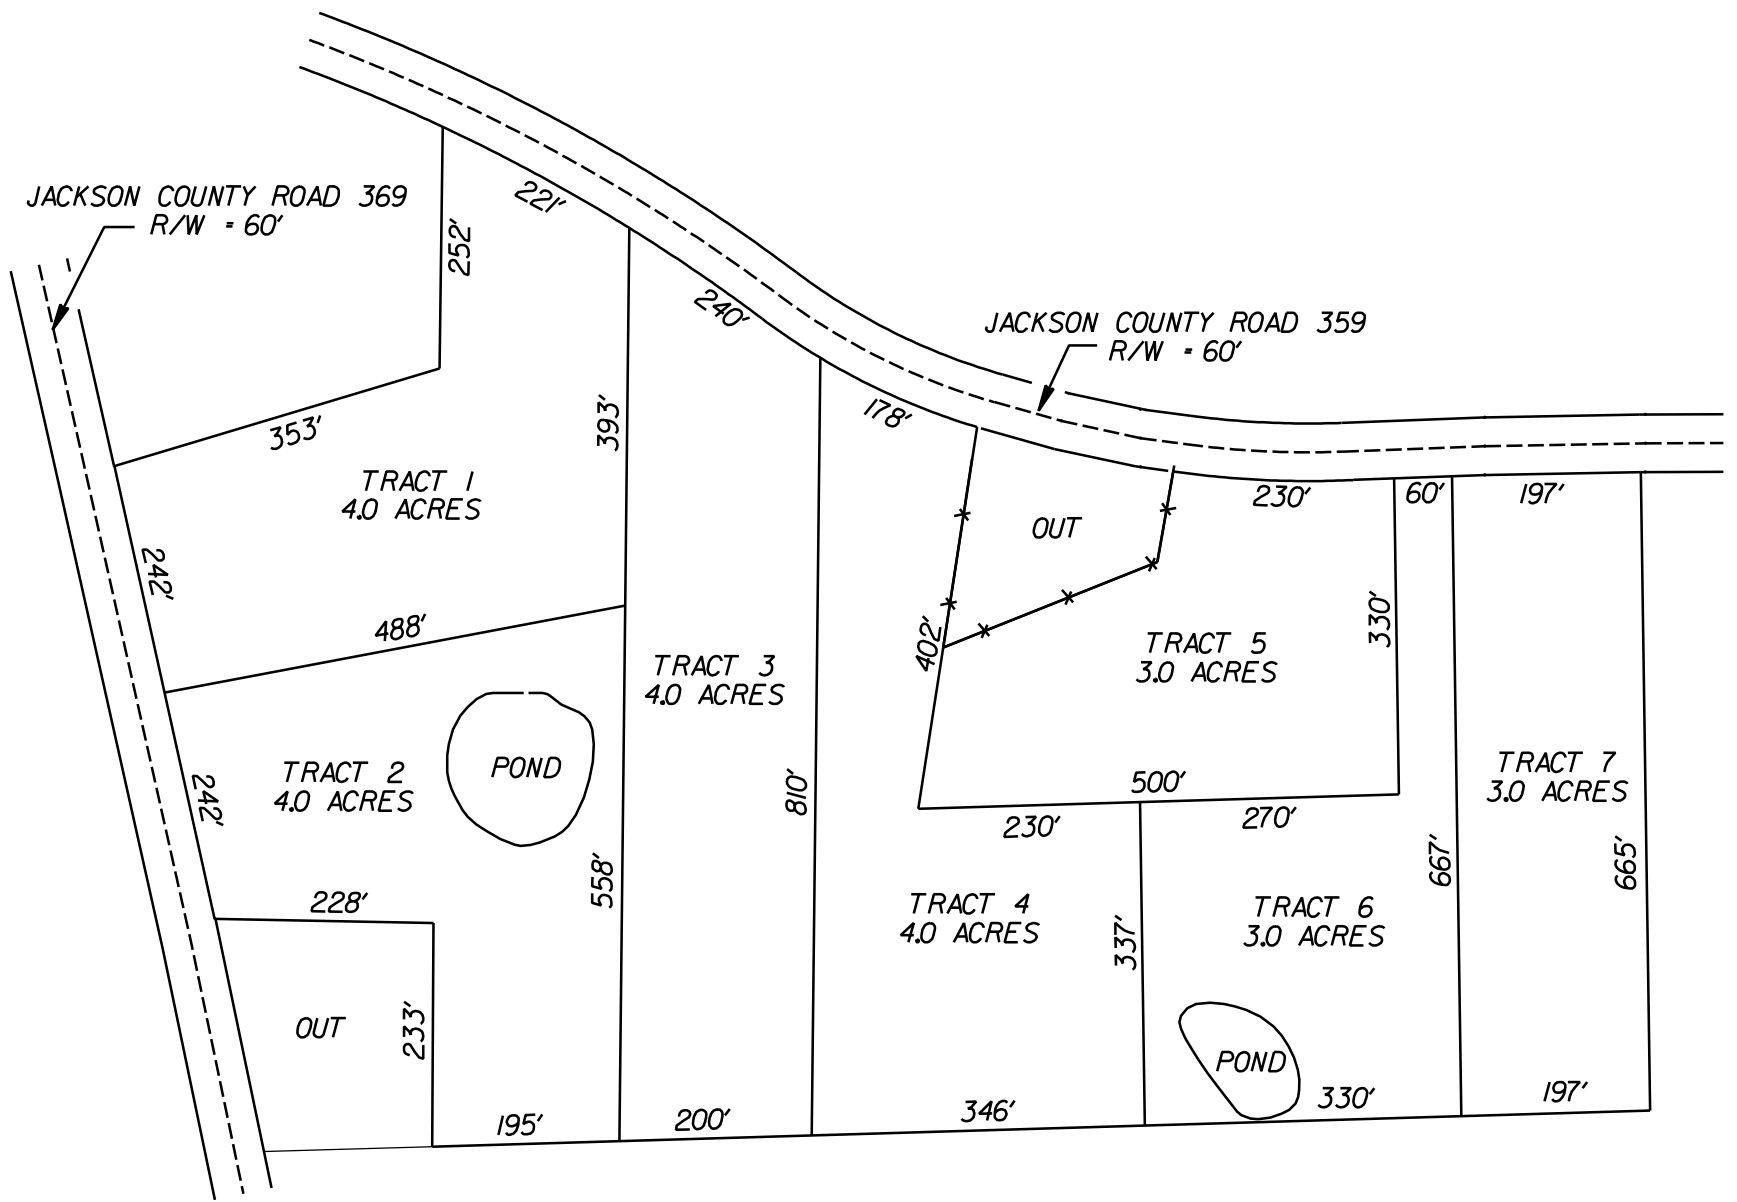 JACKSON COUNTY ROAD 369
R/W = 60'
221'
252'
240'
JACKSON COUNTY ROAD 359
R/W = 60'
353'
393'
178'
TRACT 1
4.0 ACRES
230'
60'
197'
OUT
242'
488'
402'
330'
TRACT 5
3.0 ACRES
TRACT 3
4.0 ACRES
POND
TRACT 2
4.0 ACRES
242'
810'
500'
230'
270'
TRACT 7
3.0 ACRES
558'
667'
665'
228'
TRACT 4
4.0 ACRES
337'
TRACT 6
3.0 ACRES
OUT
233'
POND
195'
200'
346'
330'
197'